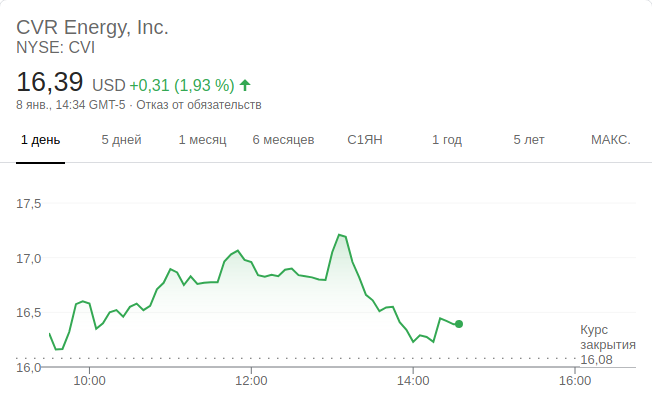 CVR Energy, Inc.
NYSE: CVI
16,39 USD +0,31 (1,93 %)
8 янв., 14:34 GMT-5 · Отказ от обязательств
1 день 5 дней 1 месяц 6 месяцев С1ЯН 1 год 5 лет МАКС.
17,5
17,0
16,5
Курс
закрытия
16,08
16,0
10:00 12:00 14:00 16:00